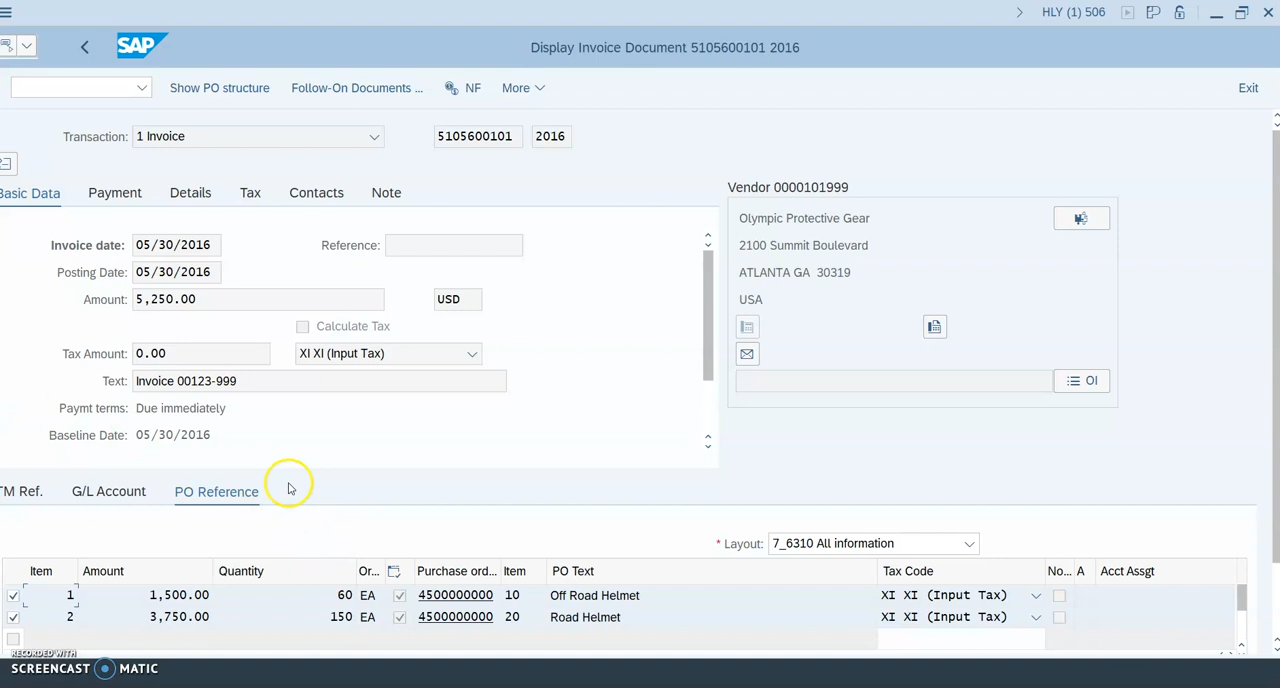 HLY (1) 506
SAP
Display Invoice Document 5105600101 2016
Show PO structure Follow-On Documents ... NF More Exit
Transaction: 1 Invoice 5105600101 2016
Basic Data Payment Details Tax Contacts Note
Vendor 0000101999
Olympic Protective Gear
Invoice date: 05/30/2016 Reference: 2100 Summit Boulevard
Posting Date: 05/30/2016 ATLANTA GA 30319
Amount: 5,250.00 USD USA
Calculate Tax
Tax Amount: 0.00 XI XI (Input Tax)
Text: Invoice 00123-999 OI
Paymt terms: Due immediately
Baseline Date: 05/30/2016
TM Ref. G/L Account PO Reference
* Layout: 7_6310 All information
Item Amount Quantity Or... Purchase ord... Item PO Text Tax Code No... A Acct Assgt
1 1,500.00 60 EA 4500000000 10 Off Road Helmet XI XI (Input Tax)
2 3,750.00 150 EA 4500000000 20 Road Helmet XI XI (Input Tax)
RECORDED WITH
SCREENCAST MATIC